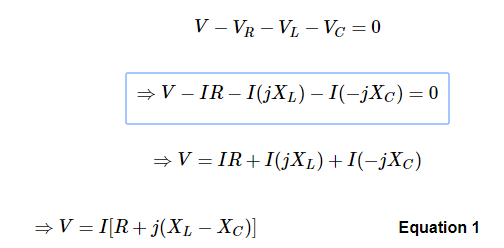 V − V_R − V_L − V_C = 0
⇒ V − IR − I(jX_L) − I(−jX_C) = 0
⇒ V = IR + I(jX_L) + I(−jX_C)
⇒ V = I[R + j(X_L − X_C)] Equation 1